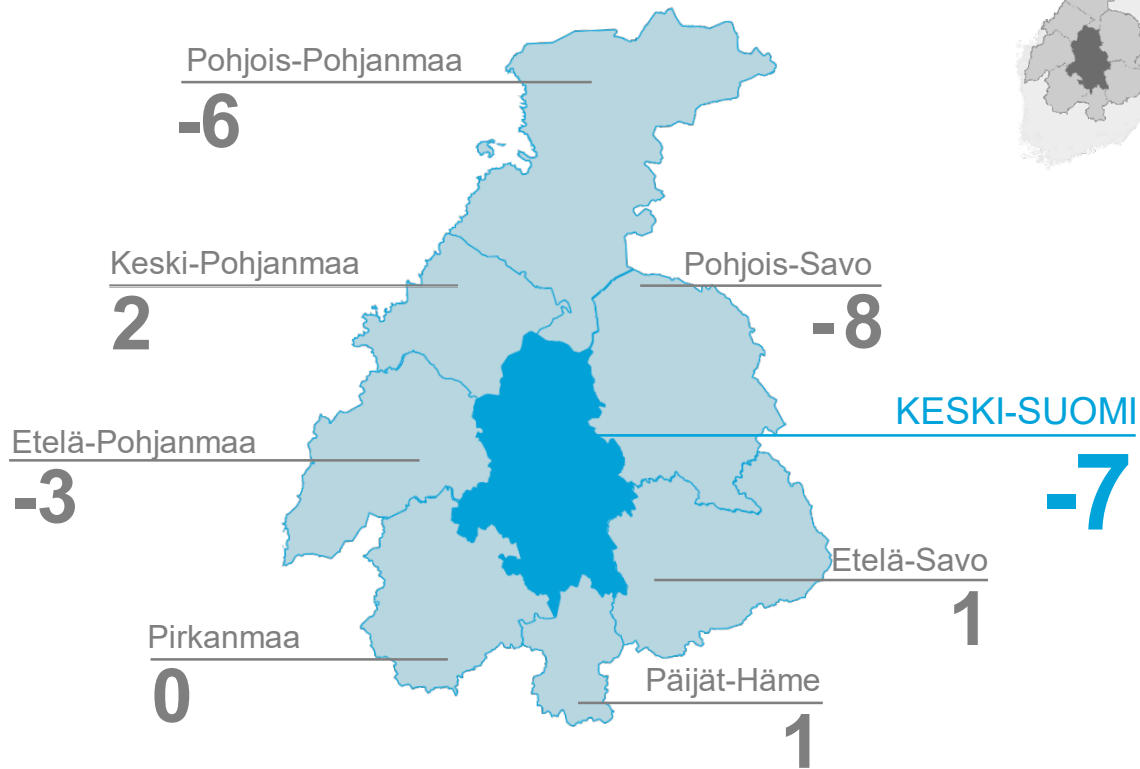 Pohjois-Pohjanmaa
-6
Keski-Pohjanmaa
2
Pohjois-Savo
- 8
KESKI-SUOMI
-7
Etelä-Pohjanmaa
-3
Etelä-Savo
1
Pirkanmaa
0
Päijät-Häme
1